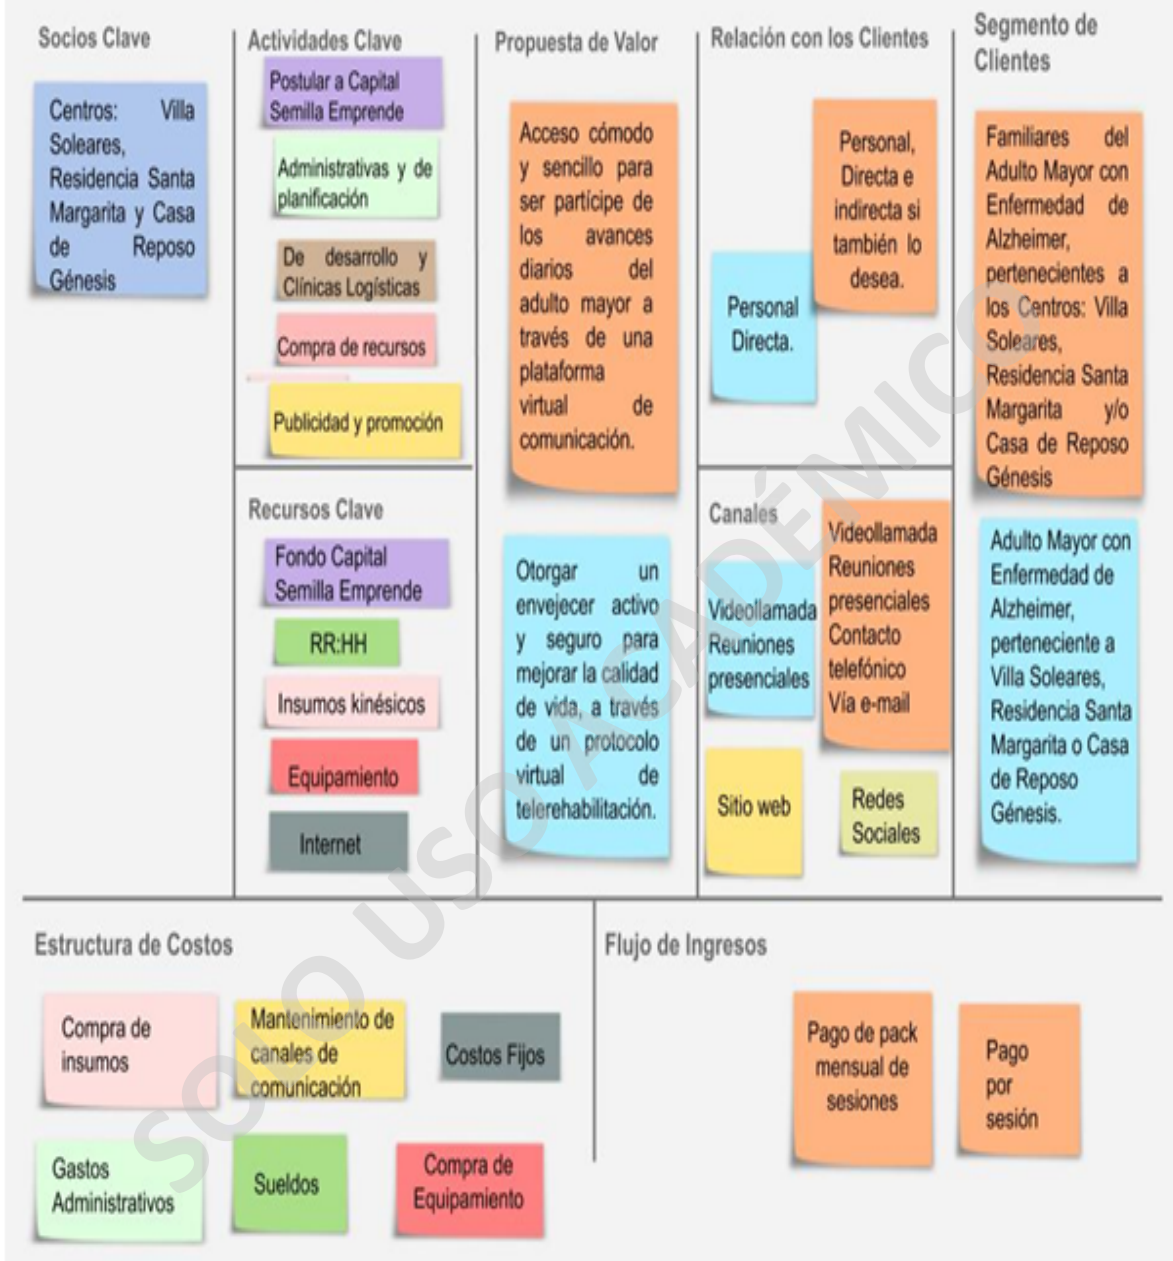 Socios Clave
Centros: Villa
Soleares,
Residencia Santa
Margarita y Casa
de Reposo
Génesis
Actividades Clave
Postular a Capital
Semilla Emprende
Administrativas y de
planificación
De desarrollo y
Clínicas Logísticas
Compra de recursos
Publicidad y promoción
Recursos Clave
Fondo Capital
Semilla Emprende
RR:HH
Insumos kinésicos
Equipamiento
Internet
Propuesta de Valor
Acceso cómodo
y sencillo para
ser partícipe de
los avances
diarios del
adulto mayor a
través de una
plataforma
virtual de
comunicación.
Otorgar un
envejecer activo
y seguro para
mejorar la calidad
de vida, a través
de un protocolo
virtual de
telerehabilitación.
Relación con los Clientes
Personal,
Directa e
indirecta si
también lo
desea.
Personal
Directa.
Canales
Videollamada
Reuniones
presenciales
Contacto
telefónico
Vía e-mail
Videollamada
Reuniones
presenciales
Sitio web
Redes
Sociales
Segmento de
Clientes
Familiares del
Adulto Mayor con
Enfermedad de
Alzheimer,
pertenecientes a
los Centros: Villa
Soleares,
Residencia Santa
Margarita y/o
Casa de Reposo
Génesis
Adulto Mayor con
Enfermedad de
Alzheimer,
perteneciente a
Villa Soleares,
Residencia Santa
Margarita o Casa
de Reposo
Génesis.
Estructura de Costos
Compra de
insumos
Mantenimiento de
canales de
comunicación
Costos Fijos
Gastos
Administrativos
Sueldos
Compra de
Equipamiento
Flujo de Ingresos
Pago de pack
mensual de
sesiones
Pago
por
sesión
SOLO USO ACADÉMICO